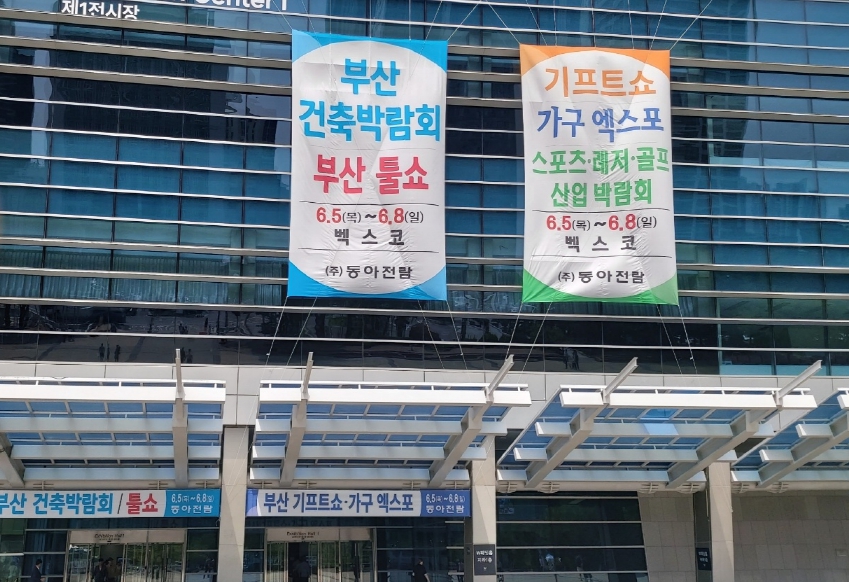 Center 1
제1전시장
부산
건축박람회
부산 툴쇼
6.5(목)~6.8(일)
벡스코
(주)동아전람
기프트쇼
가구 엑스포
스포츠·레저·골프
산업 박람회
6.5(목)~6.8(일)
벡스코
(주)동아전람
부산 건축박람회/툴쇼 6.5(목)~6.8(일)
동아전람
부산 기프트쇼·가구 엑스포 6.5(목)~6.8(일)
동아전람
Exhibition Hall 1